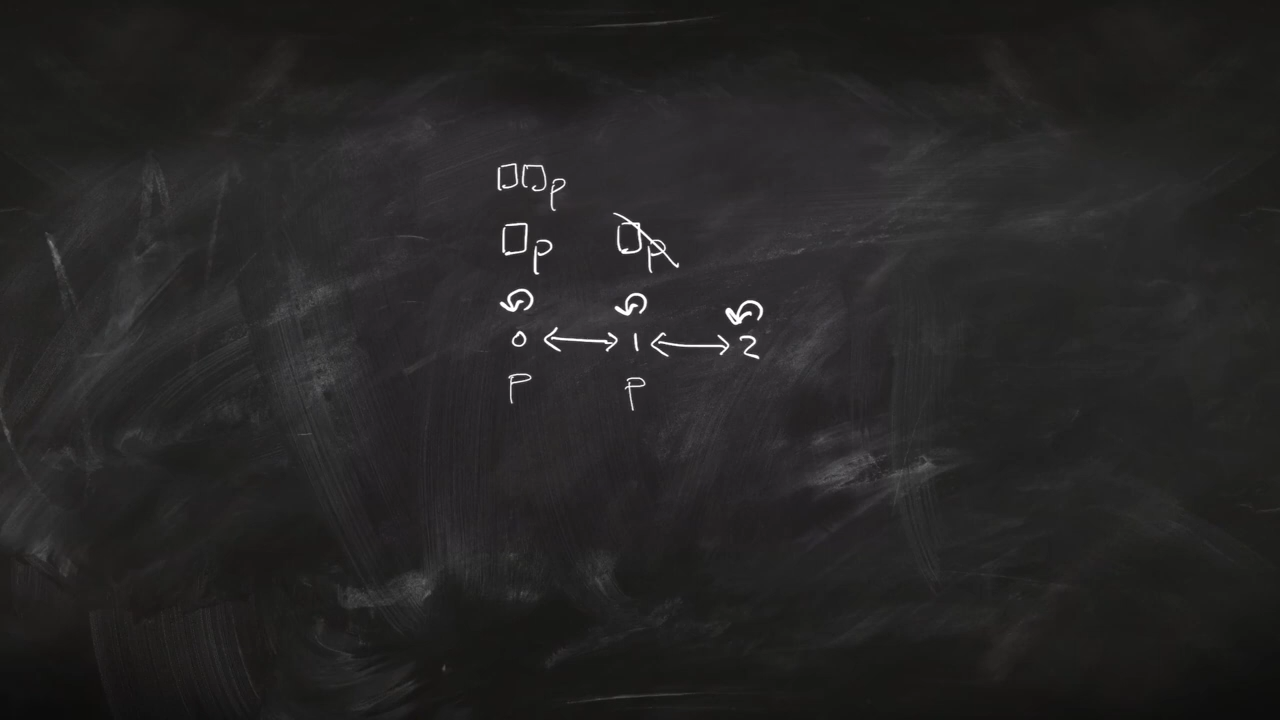 □□p
□p □p
0 ↔ 1 ↔ 2
p p